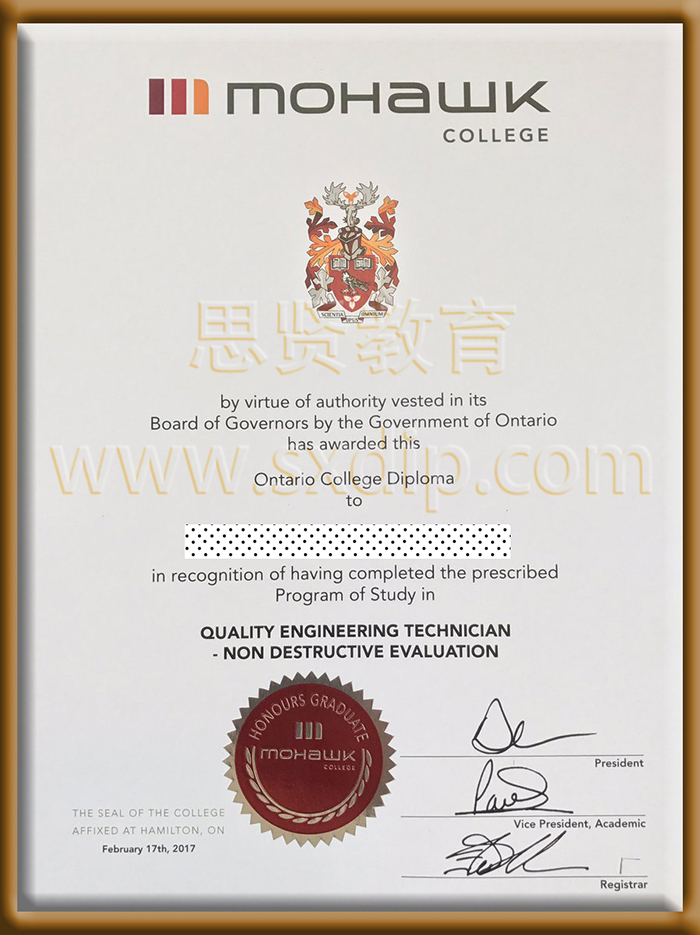 mohawk
COLLEGE
SCIENTIA OMNIUM
思贤教育
by virtue of authority vested in its
Board of Governors by the Government of Ontario
has awarded this
www.sxdip.com
Ontario College Diploma
to
in recognition of having completed the prescribed
Program of Study in
QUALITY ENGINEERING TECHNICIAN
- NON DESTRUCTIVE EVALUATION
HONOURS GRADUATE
mohawk
COLLEGE
President
Vice President, Academic
THE SEAL OF THE COLLEGE
AFFIXED AT HAMILTON, ON
February 17th, 2017
Registrar